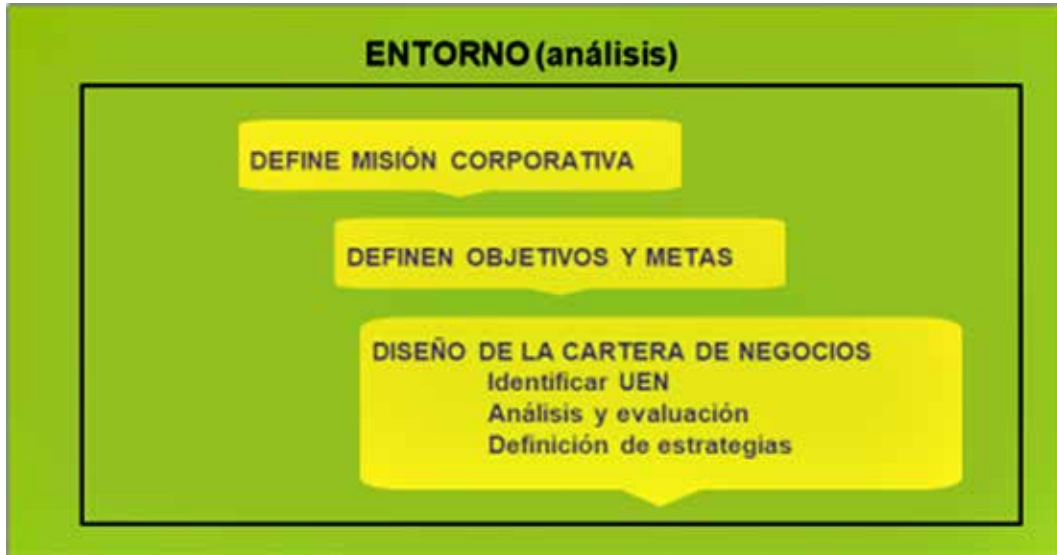 ENTORNO (análisis)
DEFINE MISIÓN CORPORATIVA
DEFINEN OBJETIVOS Y METAS
DISEÑO DE LA CARTERA DE NEGOCIOS
Identificar UEN
Análisis y evaluación
Definición de estrategias